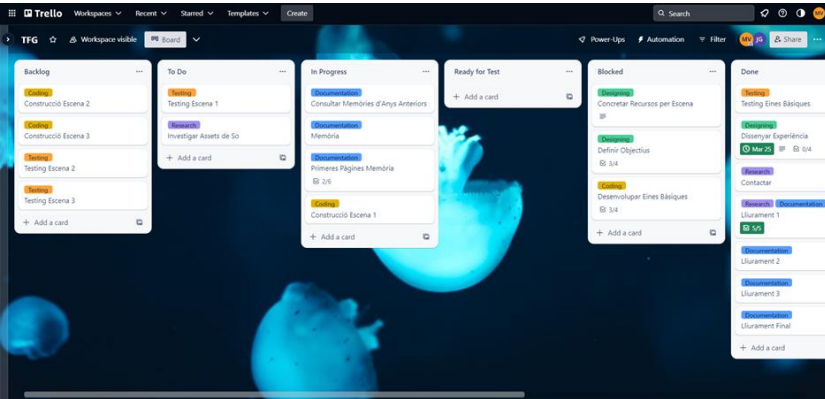 Trello Workspaces Recent Starred Templates Create Search MV
TFG Workspace visible Board Power-Ups Automation Filter MV JG Share
Backlog
Coding
Construcció Escena 2
Coding
Construcció Escena 3
Testing
Testing Escena 2
Testing
Testing Escena 3
+ Add a card
To Do
Testing
Testing Escena 1
Research
Investigar Assets de So
+ Add a card
In Progress
Documentation
Consultar Memòries d'Anys Anteriors
Documentation
Memòria
Documentation
Primeres Pàgines Memòria
2/6
Coding
Construcció Escena 1
+ Add a card
Ready for Test
+ Add a card
Blocked
Designing
Concretar Recursos per Escena
Designing
Definir Objectius
3/4
Coding
Desenvolupar Eines Bàsiques
3/4
+ Add a card
Done
Testing
Testing Eines Bàsiques
Designing
Dissenyar Experiència
Mar 25 0/4
Research
Contactar
Research Documentation
Lliurament 1
5/5
Documentation
Lliurament 2
Documentation
Lliurament 3
Documentation
Lliurament Final
+ Add a card